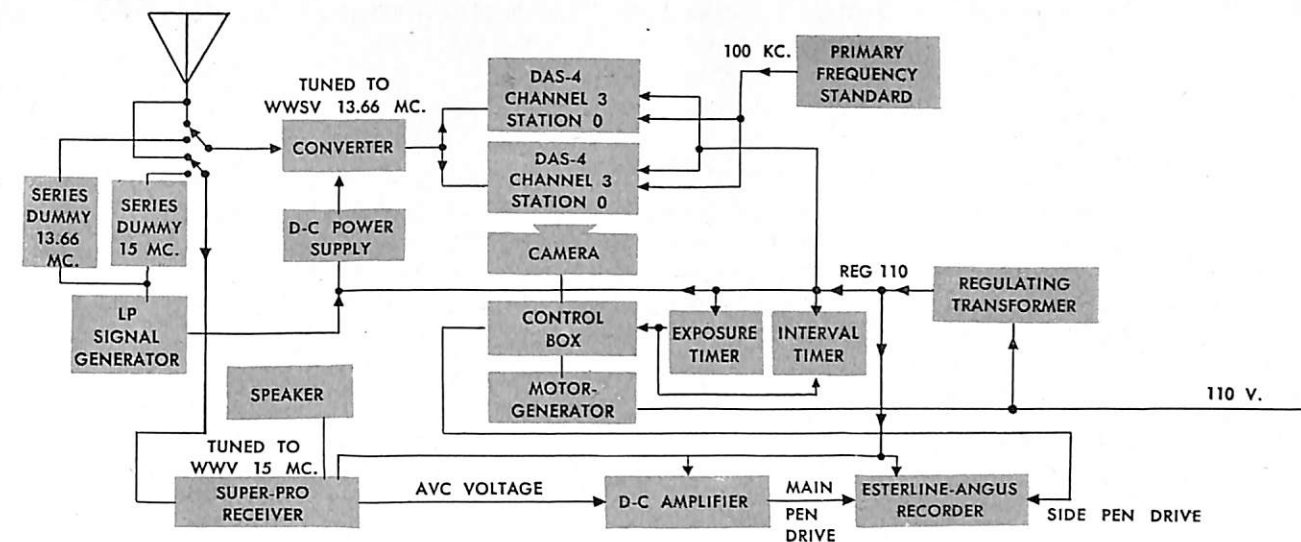 TUNED TO
WWSV 13.66 MC.
CONVERTER
DAS-4
CHANNEL 3
STATION 0
DAS-4
CHANNEL 3
STATION 0
100 KC.
PRIMARY
FREQUENCY
STANDARD
SERIES
DUMMY
13.66
MC.
SERIES
DUMMY
15 MC.
D-C POWER
SUPPLY
CAMERA
REG 110
REGULATING
TRANSFORMER
LP
SIGNAL
GENERATOR
CONTROL
BOX
EXPOSURE
TIMER
INTERVAL
TIMER
SPEAKER
MOTOR-
GENERATOR
110 V.
TUNED TO
WWV 15 MC.
SUPER-PRO
RECEIVER
AVC VOLTAGE
D-C AMPLIFIER
MAIN
PEN
DRIVE
ESTERLINE-ANGUS
RECORDER
SIDE PEN DRIVE